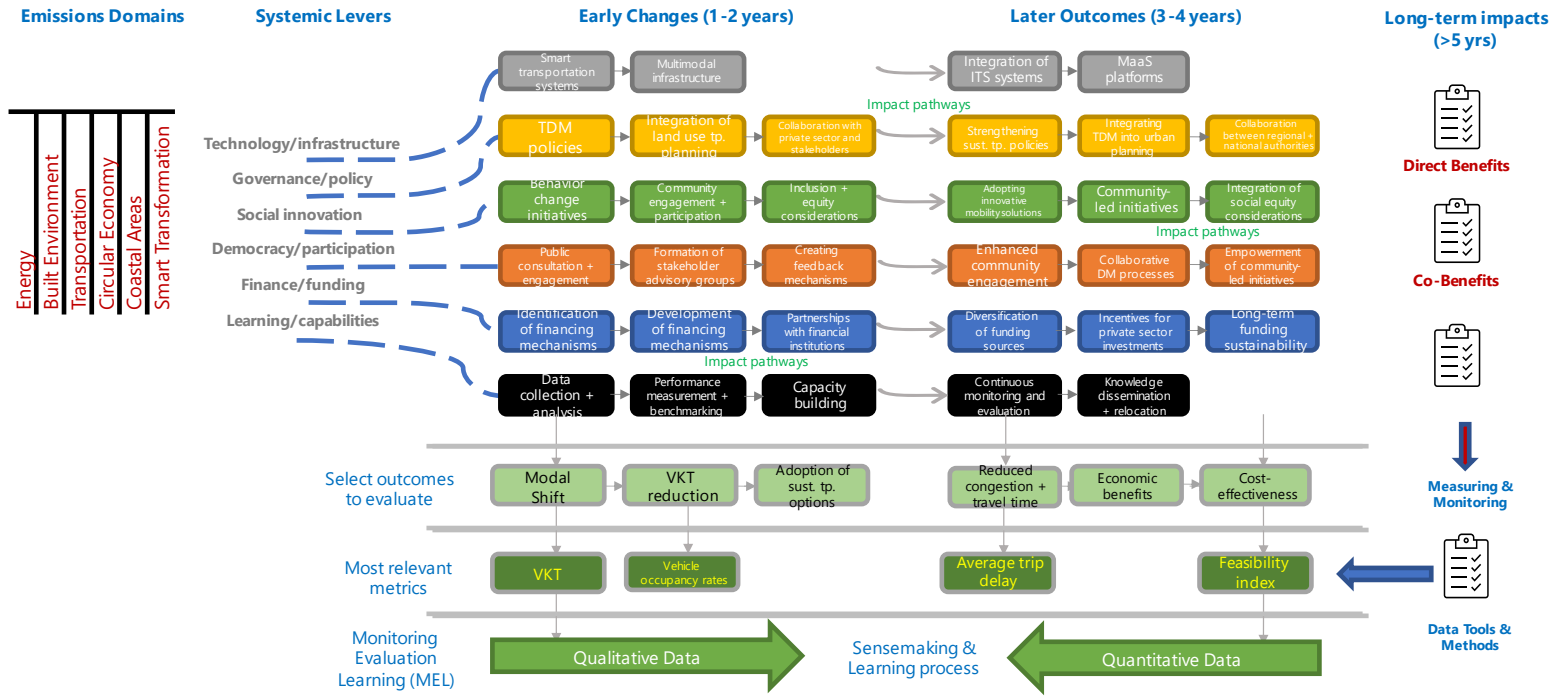 Emissions Domains
Systemic Levers
Early Changes (1-2 years)
Later Outcomes (3-4 years)
Long-term impacts
(>5 yrs)
Energy
Built Environment
Transportation
Circular Economy
Coastal Areas
Smart Transformation
Technology/infrastructure
Governance/policy
Social innovation
Democracy/participation
Finance/funding
Learning/capabilities
Smart
transportation
systems
Multimodal
infrastructure
Integration of
ITS systems
MaaS
platforms
Impact pathways
TDM
policies
Integration of
land use tp.
planning
Collaboration with
private sector and
stakeholders
Strengthening
sust. tp. policies
Integrating
TDM into urban
planning
Collaboration
between regional +
national authorities
Behavior
change
initiatives
Community
engagement +
participation
Inclusion +
equity
considerations
Adopting
innovative
mobility solutions
Community-
led initiatives
Integration of
social equity
considerations
Impact pathways
Public
consultation +
engagement
Formation of
stakeholder
advisory groups
Creating
feedback
mechanisms
Enhanced
community
engagement
Collaborative
DM processes
Empowerment
of community-
led initiatives
Identification
of financing
mechanisms
Development
of financing
mechanisms
Partnerships
with financial
institutions
Diversification
of funding
sources
Incentives for
private sector
investments
Long-term
funding
sustainability
Impact pathways
Data
collection +
analysis
Performance
measurement +
benchmarking
Capacity
building
Continuous
monitoring and
evaluation
Knowledge
dissemination
+ relocation
Direct Benefits
Co-Benefits
Measuring &
Monitoring
Data Tools &
Methods
Select outcomes
to evaluate
Modal
Shift
VKT
reduction
Adoption of
sust. tp.
options
Reduced
congestion +
travel time
Economic
benefits
Cost-
effectiveness
Most relevant
metrics
VKT
Vehicle
occupancy rates
Average trip
delay
Feasibility
index
Monitoring
Evaluation
Learning (MEL)
Qualitative Data
Sensemaking &
Learning process
Quantitative Data